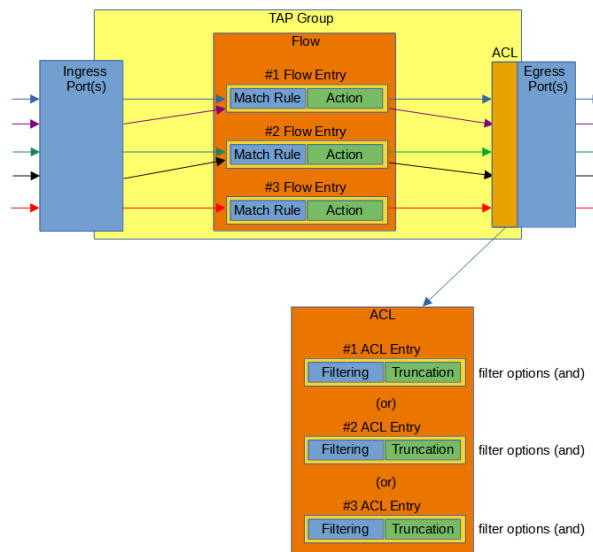 TAP Group
Flow
ACL
Ingress
Port(s)
Egress
Port(s)
#1 Flow Entry
Match Rule Action
#2 Flow Entry
Match Rule Action
#3 Flow Entry
Match Rule Action
ACL
#1 ACL Entry
Filtering Truncation filter options (and)
(or)
#2 ACL Entry
Filtering Truncation filter options (and)
(or)
#3 ACL Entry
Filtering Truncation filter options (and)